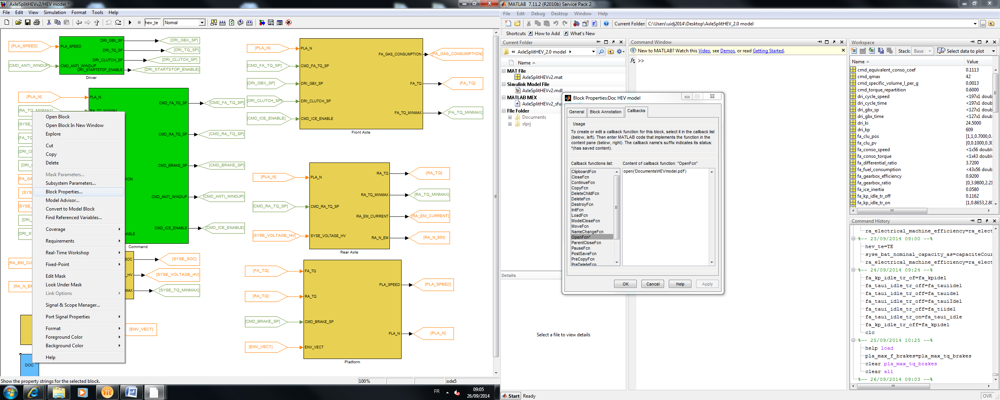 AxleSplitHEVv2/HEV model *
File Edit View Simulation Format Tools Help
hev_te Normal
[PLA_SPEED]
[CMD_ANTI_WINDUP]
PLA_SPEED
CMD_ANTI_WINDUP
DRI_GBX_SP
DRI_TQ_SP
DRI_CLUTCH_SP
DRI_STARTSTOP_ENABLE
Driver
[DRI_GBX_SP]
[DRI_TQ_SP]
[DRI_CLUTCH_SP]
[DRI_STARTSTOP_ENABLE]
[PLA_N]
[RA_TQ_MINMAX]
[SYSE_
[FA_TQ
[DRI_CL
[DRI_
[FA_GA
[SYS
[SYSE_
[DRI_
[DRI_ST
PLA_N
RA_TQ_MINMAX
TION
ABLE
CMD_FA_TQ_SP
CMD_RA_TQ_SP
CMD_BRAKE_SP
CMD_ANTI_WINDUP
CMD_ICE_ENABLE
Command
[CMD_FA_TQ_SP]
[CMD_RA_TQ_SP]
[CMD_BRAKE_SP]
[CMD_ANTI_WINDUP]
[CMD_ICE_ENABLE]
Open Block
Open Block In New Window
Explore
Cut
Copy
Delete
Mask Parameters...
Subsystem Parameters...
Block Properties...
Model Advisor...
Convert to Model Block
Find Referenced Variables...
Coverage
Requirements
Real-Time Workshop
Fixed-Point
Edit Mask
Look Under Mask
Link Options
Signal & Scope Manager...
Port Signal Properties
Format
Foreground Color
Background Color
Help
[RA_EM_CU
[RA_N_EM
SOC
_HV
MAX
[SYSE_SOC]
[SYSE_VOLTAGE_HV]
[SYSE_TQ_MINMAX]
[ENV_VECT]
DOC
[PLA_N]
[CMD_FA_TQ_SP]
[DRI_GBX_SP]
[DRI_CLUTCH_SP]
[CMD_ICE_ENABLE]
PLA_N
CMD_FA_TQ_SP
DRI_GBX_SP
DRI_CLUTCH_SP
CMD_ICE_ENABLE
FA_GAS_CONSUMPTION
FA_TQ
FA_TQ_MINMAX
Front Axle
[FA_GAS_CONSUMPTION]
[FA_TQ]
[FA_TQ_MINMAX]
[PLA_N]
[CMD_RA_TQ_SP]
[SYSE_VOLTAGE_HV]
PLA_N
CMD_RA_TQ_SP
SYSE_VOLTAGE_HV
RA_TQ
RA_TQ_MINMAX
RA_EM_CURRENT
RA_N_EM
Rear Axle
[RA_TQ]
[RA_TQ_MINMAX]
[RA_EM_CURRENT]
[RA_N_EM]
[FA_TQ]
[RA_TQ]
[CMD_BRAKE_SP]
[ENV_VECT]
FA_TQ
RA_TQ
CMD_BRAKE_SP
ENV_VECT
PLA_SPEED
PLA_N
Platform
[PLA_SPEED]
[PLA_N]
Show the property strings for the selected block.
100%
ode5
FR
09:05
26/09/2014
MATLAB 7.11.2 (R2010b) Service Pack 2
File Edit Debug Desktop Window Help
Current Folder: C:\Users\uidj2014\Desktop\AxleSplitHEV_2.0 model
Shortcuts How to Add What's New
Current Folder
« AxleSplitHEV_2.0 model
Name
MAT File
AxleSplitHEVv2.mat
Simulink Model File
AxleSplitHEVv2.mdl
MATLAB MEX
AxleSplitHEVv2_sfu
File Folder
Documents
slprj
Details
Select a file to view details
Command Window
New to MATLAB? Watch this Video, see Demos, or read Getting Started.
fx >>
Block Properties:Doc HEV model
General Block Annotation Callbacks
Usage
To create or edit a callback function for this block, select it in the callback list
(below, left). Then enter MATLAB code that implements the function in the
content pane (below, right). The callback name's suffix indicates its status:
*(has saved content).
Callback functions list:
ClipboardFcn
CloseFcn
ContinueFcn
CopyFcn
DeleteChildFcn
DeleteFcn
DestroyFcn
InitFcn
LoadFcn
ModelCloseFcn
MoveFcn
NameChangeFcn
OpenFcn*
ParentCloseFcn
PauseFcn
PostSaveFcn
PreCopyFcn
PreDeleteFcn
Content of callback function: "OpenFcn"
open('Documents\HEVmodel.pdf')
OK Cancel Help Apply
Workspace
Stack: Base Select data to plot
Name Value
cmd_equivalent_conso_coef 0.1113
cmd_qmax 42
cmd_specific_volume_l_per_g 0.0013
cmd_torque_repartition 0.6000
dri_cycle_speed <197x1 doub
dri_cycle_time <197x1 doub
dri_gbx_sp <127x1 doub
dri_gbx_time <127x1 doub
dri_ki 24.5000
dri_kp 609
fa_clu_pos [1,1,0.7000,0.
fa_clu_pv [0,0.1000,0.30
fa_conso_speed <1x56 double
fa_conso_torque <1x43 double
fa_differential_ratio 3.7200
fa_fuel_consumption <43x56 doubl
fa_gearbox_efficiency 0.9200
fa_gearbox_ratio [0,3.9800,2.21
fa_ice_inertia 0.0580
fa_kp_idle_tr_off 0.1162
fa_kp_idle_tr_on [1,0.8653,2.80
Command History
ra_electrical_machine_efficiency=ra_elect
%-- 23/09/2014 09:00 --%
hev_te=TE
syse_bat_nominal_capacity_as=capaciteCour
ra_electrical_machine_efficiency=ra_elect
%-- 24/09/2014 09:24 --%
fa_kp_idle_tr_of=fa_kpidel
fa_taui_idle_tr_off=fa_tauiidel
fa_taui_idle_tr_off=fa_tauidel
fa_taui_idle_tr_off=fa_tauiIdel
fa_taui_idle_tr_off=fa_tiidel
fa_taui_idle_tr_on=fa_taui_idle
fa_kp_idle_tr_off=fa_kpidel
clc
%-- 25/09/2014 10:25 --%
help load
pla_max_f_brakes=pla_max_tq_brakes
clear pla_max_tq_brakes
clear all
%-- 26/09/2014 09:03 --%
Start Ready
OVR